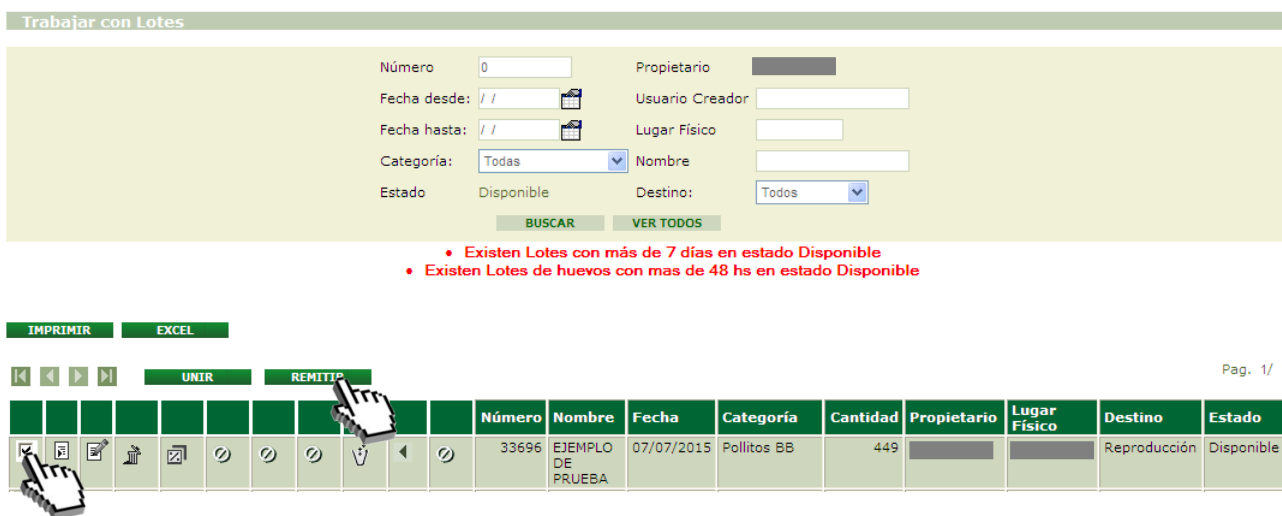 Trabajar con Lotes
Número 0 Propietario
Fecha desde: / / Usuario Creador
Fecha hasta: / / Lugar Físico
Categoría: Todas Nombre
Estado Disponible Destino: Todos
BUSCAR VER TODOS
• Existen Lotes con más de 7 días en estado Disponible
• Existen Lotes de huevos con mas de 48 hs en estado Disponible
IMPRIMIR EXCEL
UNIR REMITIR Pag. 1/
Número Nombre Fecha Categoría Cantidad Propietario Lugar Físico Destino Estado
33696 EJEMPLO DE PRUEBA 07/07/2015 Pollitos BB 449 Reproducción Disponible